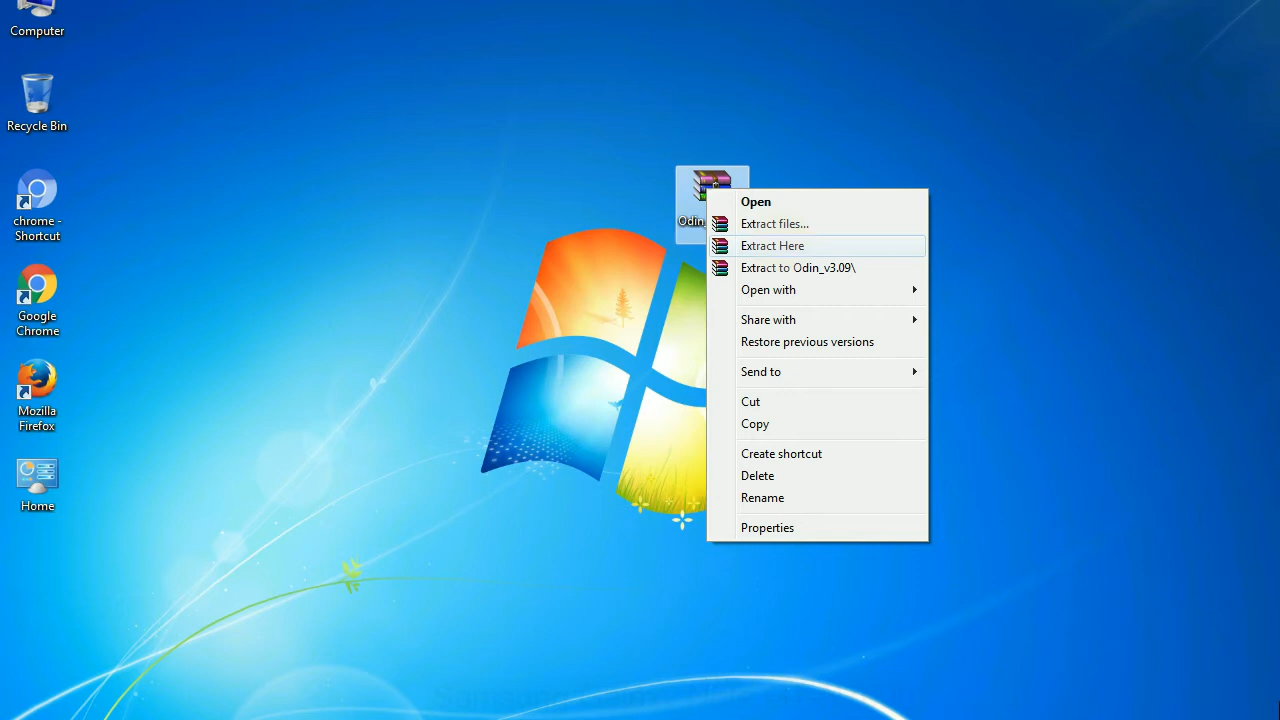 Computer
Recycle Bin
chrome -
Shortcut
Google
Chrome
Mozilla
Firefox
Home
Open
Extract files...
Extract Here
Extract to Odin_v3.09\
Open with
Share with
Restore previous versions
Send to
Cut
Copy
Create shortcut
Delete
Rename
Properties